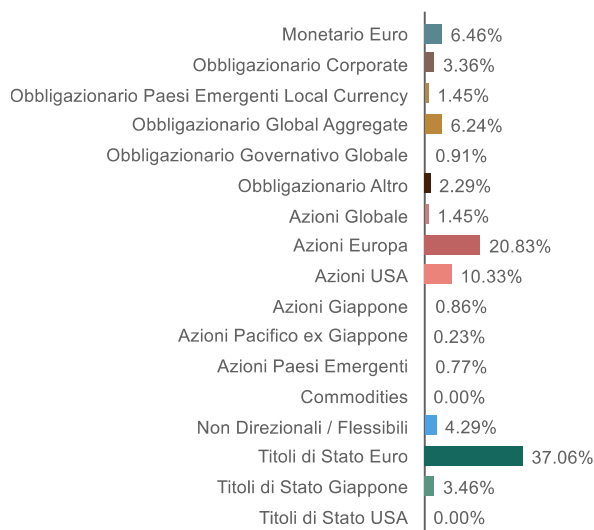 Monetario Euro 6.46%
Obbligazionario Corporate 3.36%
Obbligazionario Paesi Emergenti Local Currency 1.45%
Obbligazionario Global Aggregate 6.24%
Obbligazionario Governativo Globale 0.91%
Obbligazionario Altro 2.29%
Azioni Globale 1.45%
Azioni Europa 20.83%
Azioni USA 10.33%
Azioni Giappone 0.86%
Azioni Pacifico ex Giappone 0.23%
Azioni Paesi Emergenti 0.77%
Commodities 0.00%
Non Direzionali / Flessibili 4.29%
Titoli di Stato Euro 37.06%
Titoli di Stato Giappone 3.46%
Titoli di Stato USA 0.00%